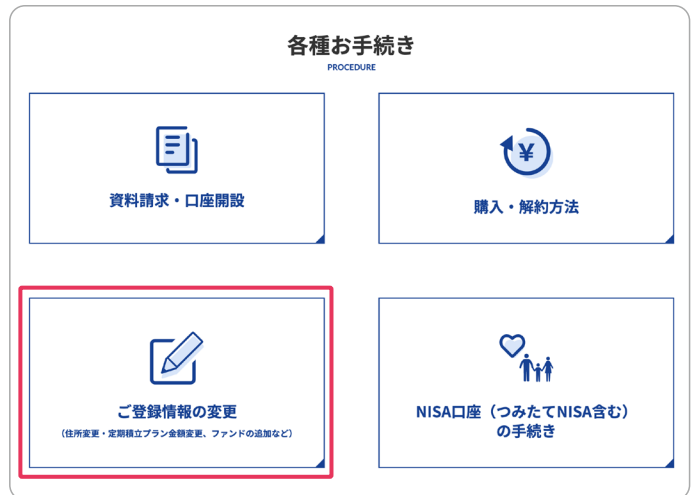 各種お手続き
PROCEDURE
資料請求・口座開設
¥
購入・解約方法
ご登録情報の変更
（住所変更・定期積立プラン金額変更、ファンドの追加など）
NISA口座（つみたてNISA含む）
の手続き